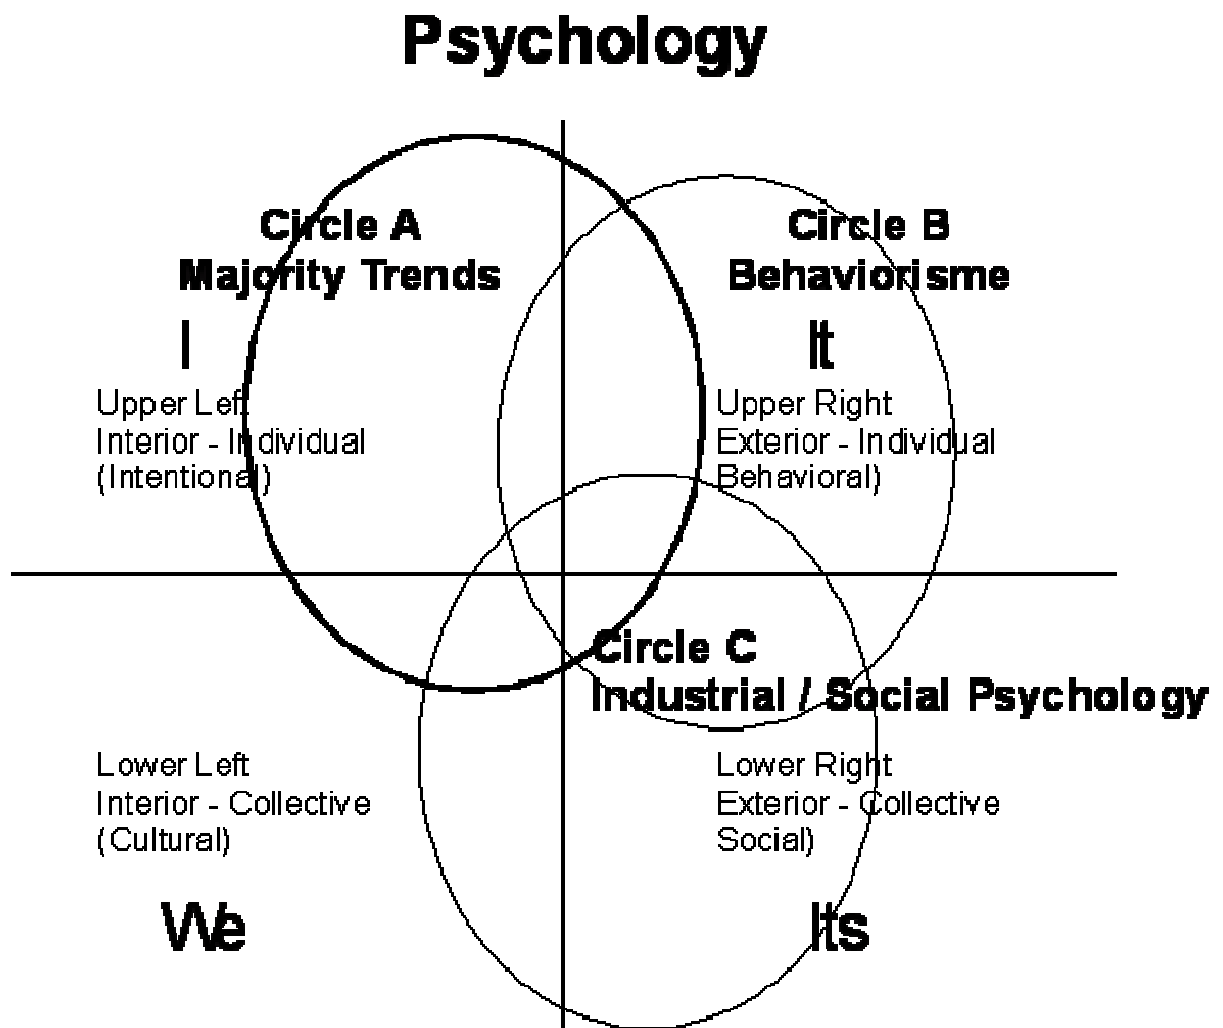 Psychology
Circle A
Majority Trends
I
Upper Left
Interior - Individual
(Intentional)
Circle B
Behaviorisme
It
Upper Right
Exterior - Individual
Behavioral)
Circle C
Industrial / Social Psychology
Lower Left
Interior - Collective
(Cultural)
We
Lower Right
Exterior - Collective
Social)
Its